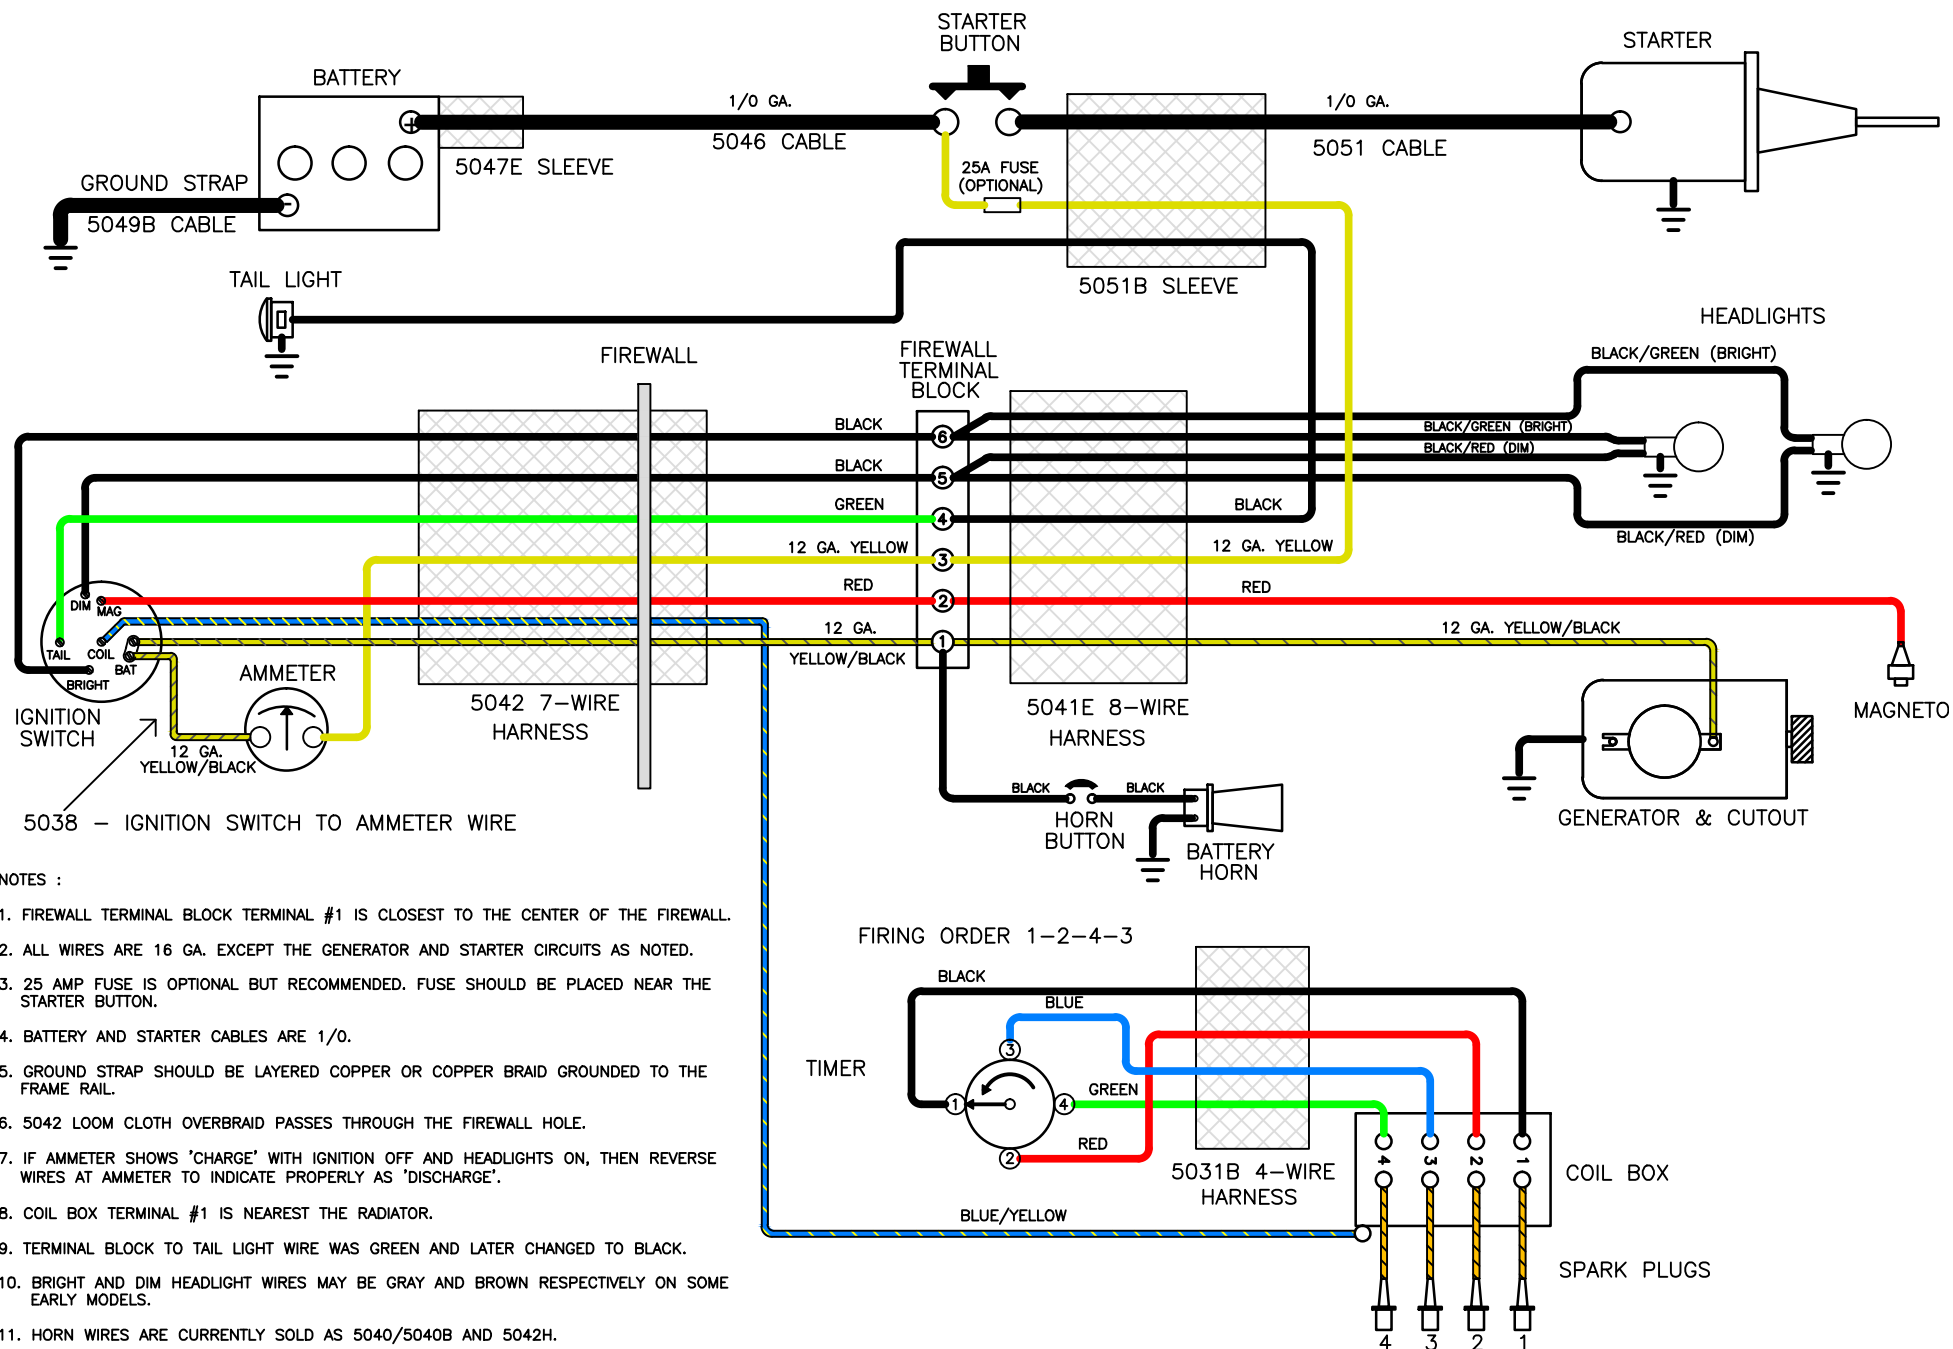 STARTER
BUTTON
STARTER
BATTERY
1/0 GA.
1/0 GA.
+
5046 CABLE
5051 CABLE
5047E SLEEVE
25A FUSE
(OPTIONAL)
GROUND STRAP
-
5049B CABLE
TAIL LIGHT
5051B SLEEVE
HEADLIGHTS
FIREWALL
FIREWALL
TERMINAL
BLOCK
BLACK/GREEN (BRIGHT)
BLACK
6
BLACK/GREEN (BRIGHT)
BLACK/RED (DIM)
BLACK
5
GREEN
4
BLACK
BLACK/RED (DIM)
12 GA. YELLOW
3
12 GA. YELLOW
RED
2
RED
DIM
MAG
12 GA.
1
12 GA. YELLOW/BLACK
YELLOW/BLACK
TAIL
COIL
BAT
BRIGHT
AMMETER
IGNITION
SWITCH
5042 7-WIRE
HARNESS
5041E 8-WIRE
HARNESS
MAGNETO
12 GA.
YELLOW/BLACK
BLACK
BLACK
HORN
BUTTON
BATTERY
HORN
GENERATOR & CUTOUT
5038 - IGNITION SWITCH TO AMMETER WIRE
NOTES :
1. FIREWALL TERMINAL BLOCK TERMINAL #1 IS CLOSEST TO THE CENTER OF THE FIREWALL.
2. ALL WIRES ARE 16 GA. EXCEPT THE GENERATOR AND STARTER CIRCUITS AS NOTED.
3. 25 AMP FUSE IS OPTIONAL BUT RECOMMENDED. FUSE SHOULD BE PLACED NEAR THE
STARTER BUTTON.
4. BATTERY AND STARTER CABLES ARE 1/0.
5. GROUND STRAP SHOULD BE LAYERED COPPER OR COPPER BRAID GROUNDED TO THE
FRAME RAIL.
6. 5042 LOOM CLOTH OVERBRAID PASSES THROUGH THE FIREWALL HOLE.
7. IF AMMETER SHOWS 'CHARGE' WITH IGNITION OFF AND HEADLIGHTS ON, THEN REVERSE
WIRES AT AMMETER TO INDICATE PROPERLY AS 'DISCHARGE'.
8. COIL BOX TERMINAL #1 IS NEAREST THE RADIATOR.
9. TERMINAL BLOCK TO TAIL LIGHT WIRE WAS GREEN AND LATER CHANGED TO BLACK.
10. BRIGHT AND DIM HEADLIGHT WIRES MAY BE GRAY AND BROWN RESPECTIVELY ON SOME
EARLY MODELS.
11. HORN WIRES ARE CURRENTLY SOLD AS 5040/5040B AND 5042H.
FIRING ORDER 1-2-4-3
BLACK
BLUE
TIMER
3
GREEN
1
4
RED
2
5031B 4-WIRE
HARNESS
4
3
2
1
COIL BOX
BLUE/YELLOW
SPARK PLUGS
4
3
2
1